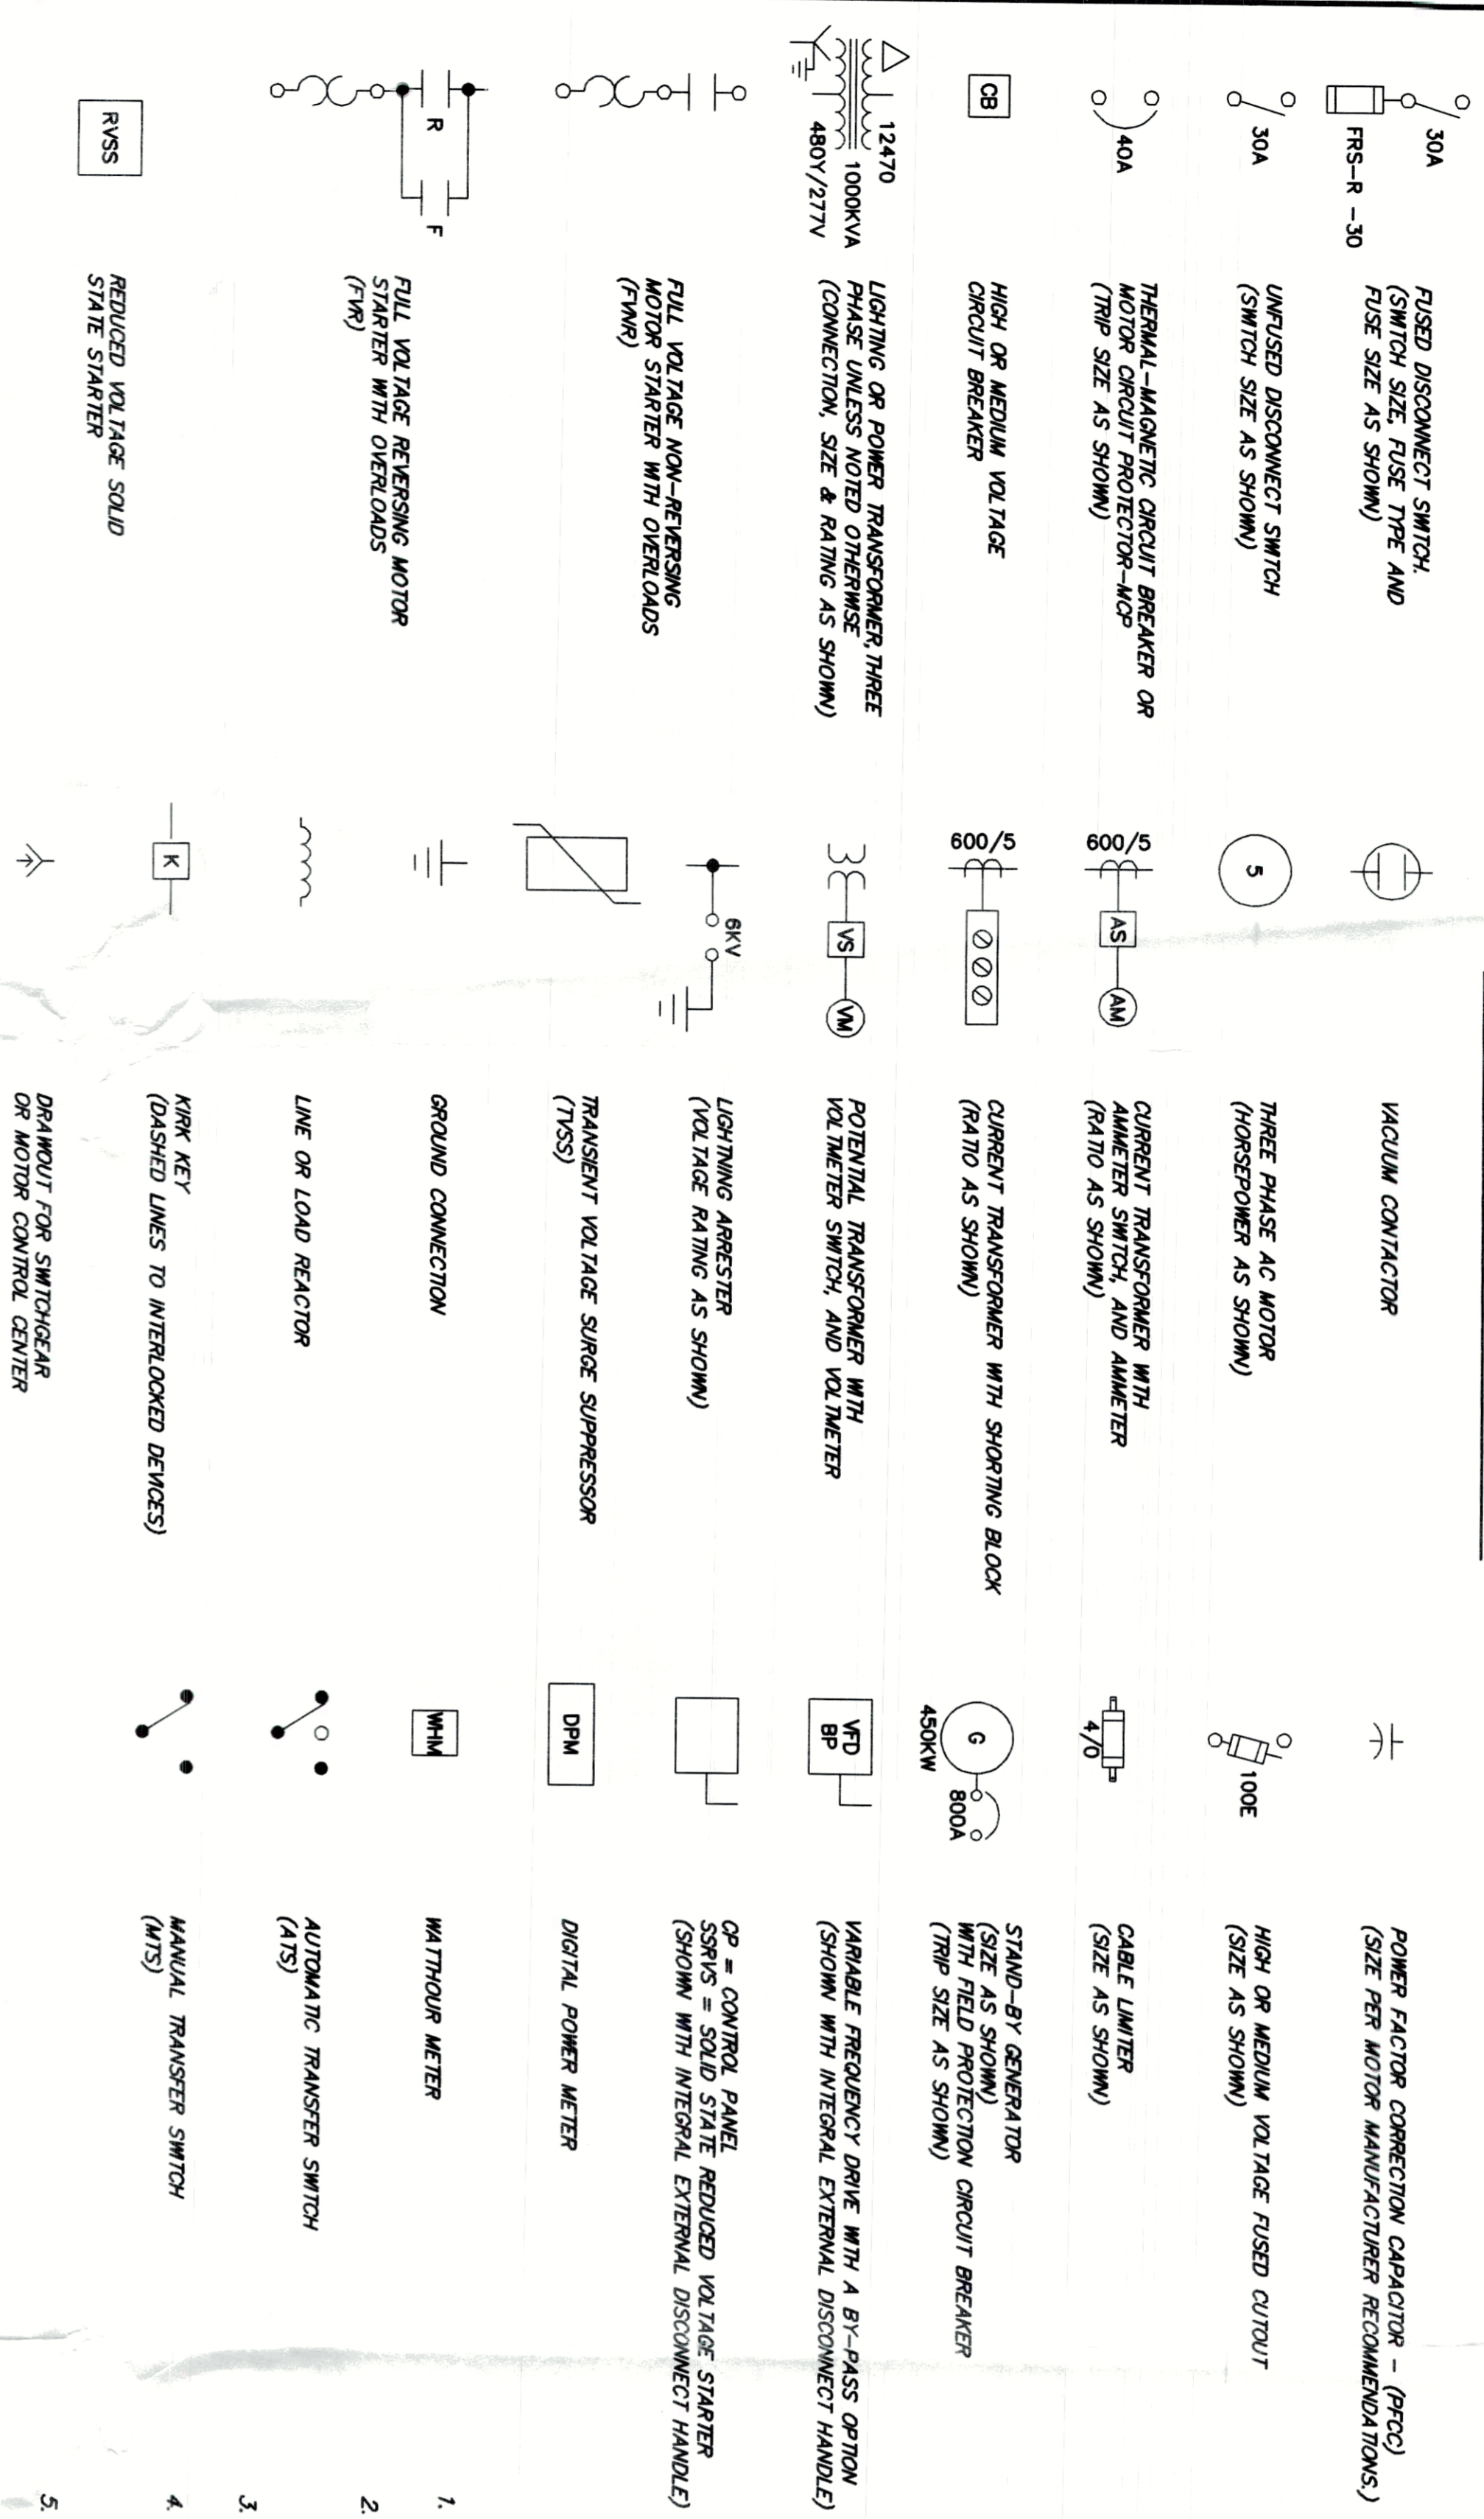 30A
FRS-R -30
FUSED DISCONNECT SWITCH.
(SWITCH SIZE, FUSE TYPE AND
FUSE SIZE AS SHOWN)
30A
UNFUSED DISCONNECT SWITCH
(SWITCH SIZE AS SHOWN)
40A
THERMAL-MAGNETIC CIRCUIT BREAKER OR
MOTOR CIRCUIT PROTECTOR-MCP
(TRIP SIZE AS SHOWN)
CB
HIGH OR MEDIUM VOLTAGE
CIRCUIT BREAKER
12470
1000KVA
480Y/277V
LIGHTING OR POWER TRANSFORMER, THREE
PHASE UNLESS NOTED OTHERWISE
(CONNECTION, SIZE & RATING AS SHOWN)
FULL VOLTAGE NON-REVERSING
MOTOR STARTER WITH OVERLOADS
(FVNR)
R
F
FULL VOLTAGE REVERSING MOTOR
STARTER WITH OVERLOADS
(FVR)
RVSS
REDUCED VOLTAGE SOLID
STATE STARTER
VACUUM CONTACTOR
5
THREE PHASE AC MOTOR
(HORSEPOWER AS SHOWN)
600/5
AS
AM
CURRENT TRANSFORMER WITH
AMMETER SWITCH, AND AMMETER
(RATIO AS SHOWN)
600/5
CURRENT TRANSFORMER WITH SHORTING BLOCK
(RATIO AS SHOWN)
VS
VM
POTENTIAL TRANSFORMER WITH
VOLTMETER SWITCH, AND VOLTMETER
6KV
LIGHTNING ARRESTER
(VOLTAGE RATING AS SHOWN)
TRANSIENT VOLTAGE SURGE SUPPRESSOR
(TVSS)
GROUND CONNECTION
LINE OR LOAD REACTOR
K
KIRK KEY
(DASHED LINES TO INTERLOCKED DEVICES)
DRAWOUT FOR SWITCHGEAR
OR MOTOR CONTROL CENTER
POWER FACTOR CORRECTION CAPACITOR - (PFCC)
(SIZE PER MOTOR MANUFACTURER RECOMMENDATIONS.)
100E
HIGH OR MEDIUM VOLTAGE FUSED CUTOUT
(SIZE AS SHOWN)
4/0
CABLE LIMITER
(SIZE AS SHOWN)
G
450KW
800A
STAND-BY GENERATOR
(SIZE AS SHOWN)
WITH FIELD PROTECTION CIRCUIT BREAKER
(TRIP SIZE AS SHOWN)
VFD
BP
VARIABLE FREQUENCY DRIVE WITH A BY-PASS OPTION
(SHOWN WITH INTEGRAL EXTERNAL DISCONNECT HANDLE)
CP = CONTROL PANEL
SSRVS = SOLID STATE REDUCED VOLTAGE STARTER
(SHOWN WITH INTEGRAL EXTERNAL DISCONNECT HANDLE)
DPM
DIGITAL POWER METER
WHM
WATTHOUR METER
AUTOMATIC TRANSFER SWITCH
(ATS)
MANUAL TRANSFER SWITCH
(MTS)
1.
2.
3.
4.
5.